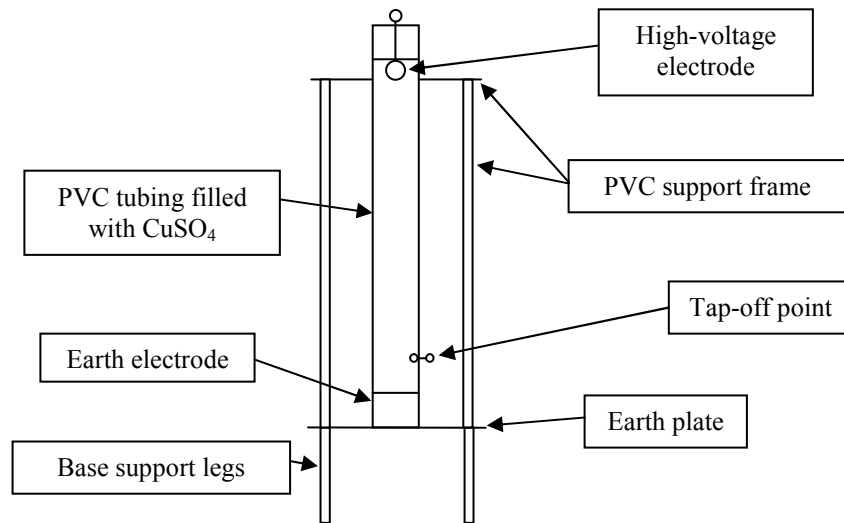 High-voltage
electrode
PVC support frame
PVC tubing filled
with CuSO₄
Tap-off point
Earth electrode
Earth plate
Base support legs